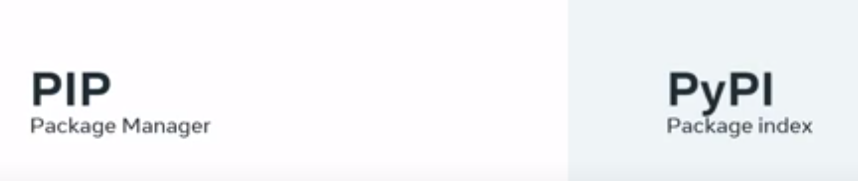 PIP
Package Manager
PyPI
Package index